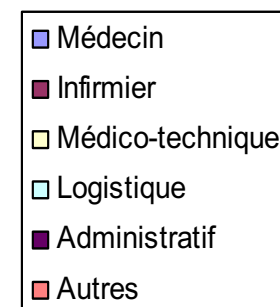 Médecin
Infirmier
Médico-technique
Logistique
Administratif
Autres